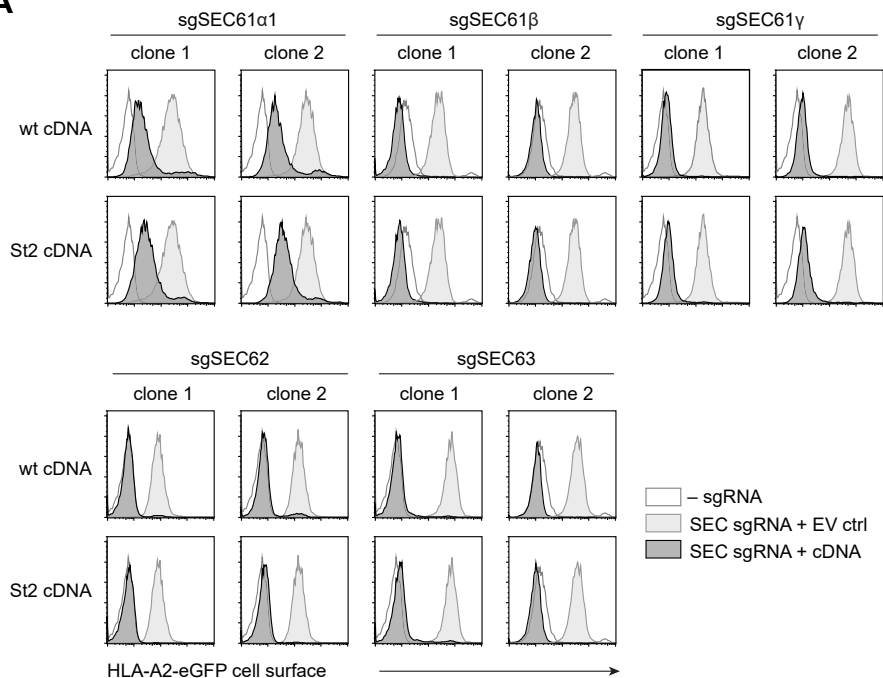 A
sgSEC61α1 sgSEC61β sgSEC61γ
clone 1 clone 2 clone 1 clone 2 clone 1 clone 2
wt cDNA
St2 cDNA
sgSEC62 sgSEC63
clone 1 clone 2 clone 1 clone 2
wt cDNA
– sgRNA
SEC sgRNA + EV ctrl
SEC sgRNA + cDNA
St2 cDNA
HLA-A2-eGFP cell surface